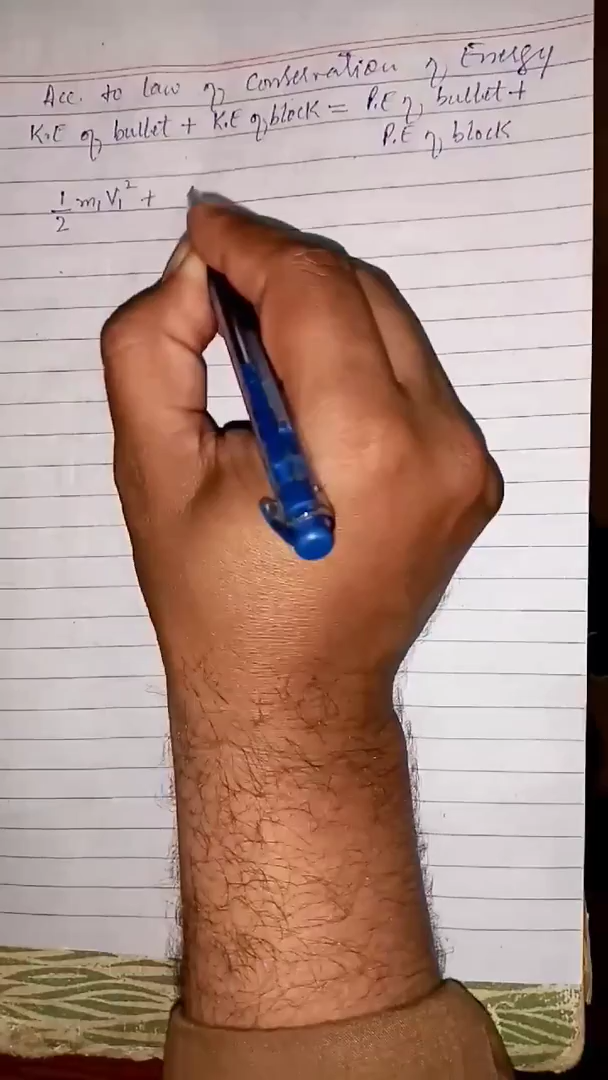 Acc. to law of Conservation of Energy
K.E of bullet + K.E of block = P.E of bullet +
P.E of block
1/2 m₁V₁² +